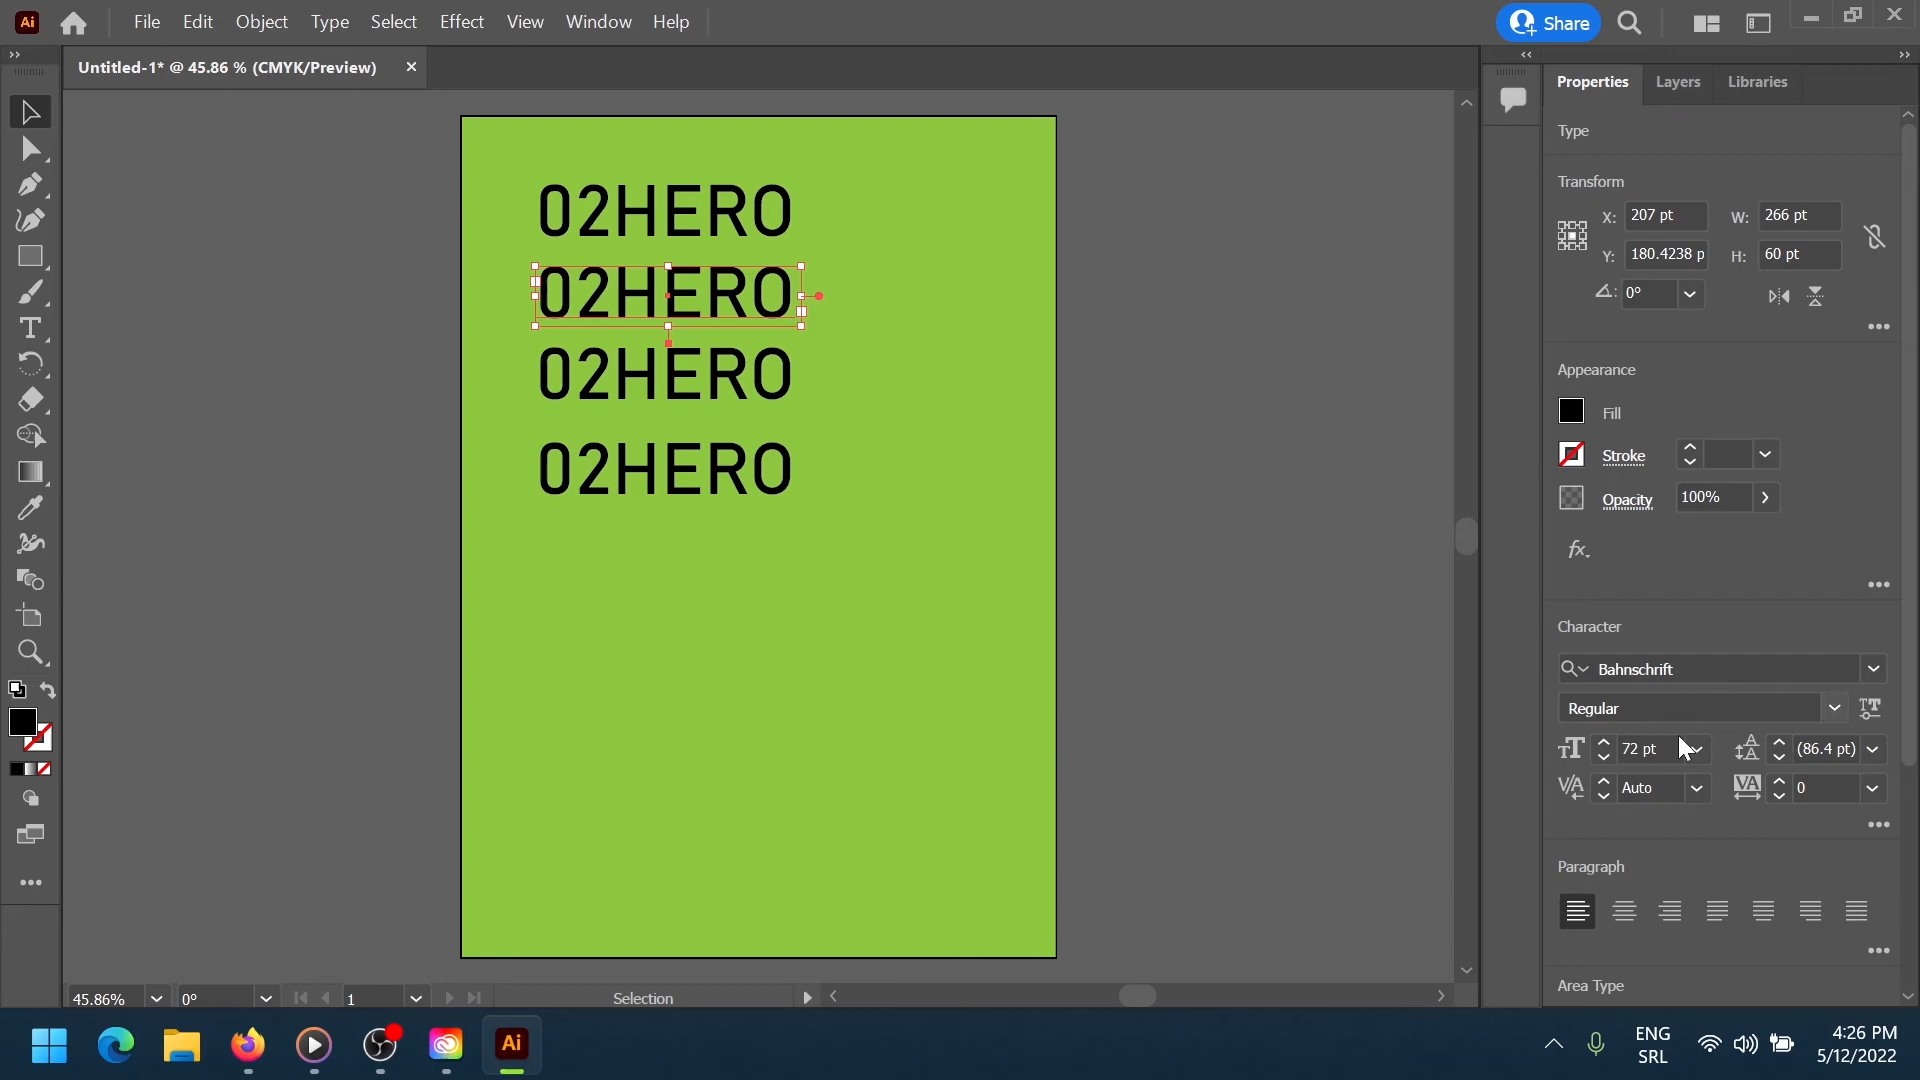 Ai File Edit Object Type Select Effect View Window Help Share
Untitled-1* @ 45.86 % (CMYK/Preview)
Properties Layers Libraries
Type
Transform
X: 207 pt W: 266 pt
Y: 180.4238 p H: 60 pt
0°
Appearance
Fill
Stroke
Opacity 100%
fx
Character
Bahnschrift
Regular
72 pt (86.4 pt)
Auto 0
Paragraph
Area Type
02HERO
02HERO
02HERO
02HERO
45.86% 0° 1 Selection
Ai
ENG
SRL
4:26 PM
5/12/2022